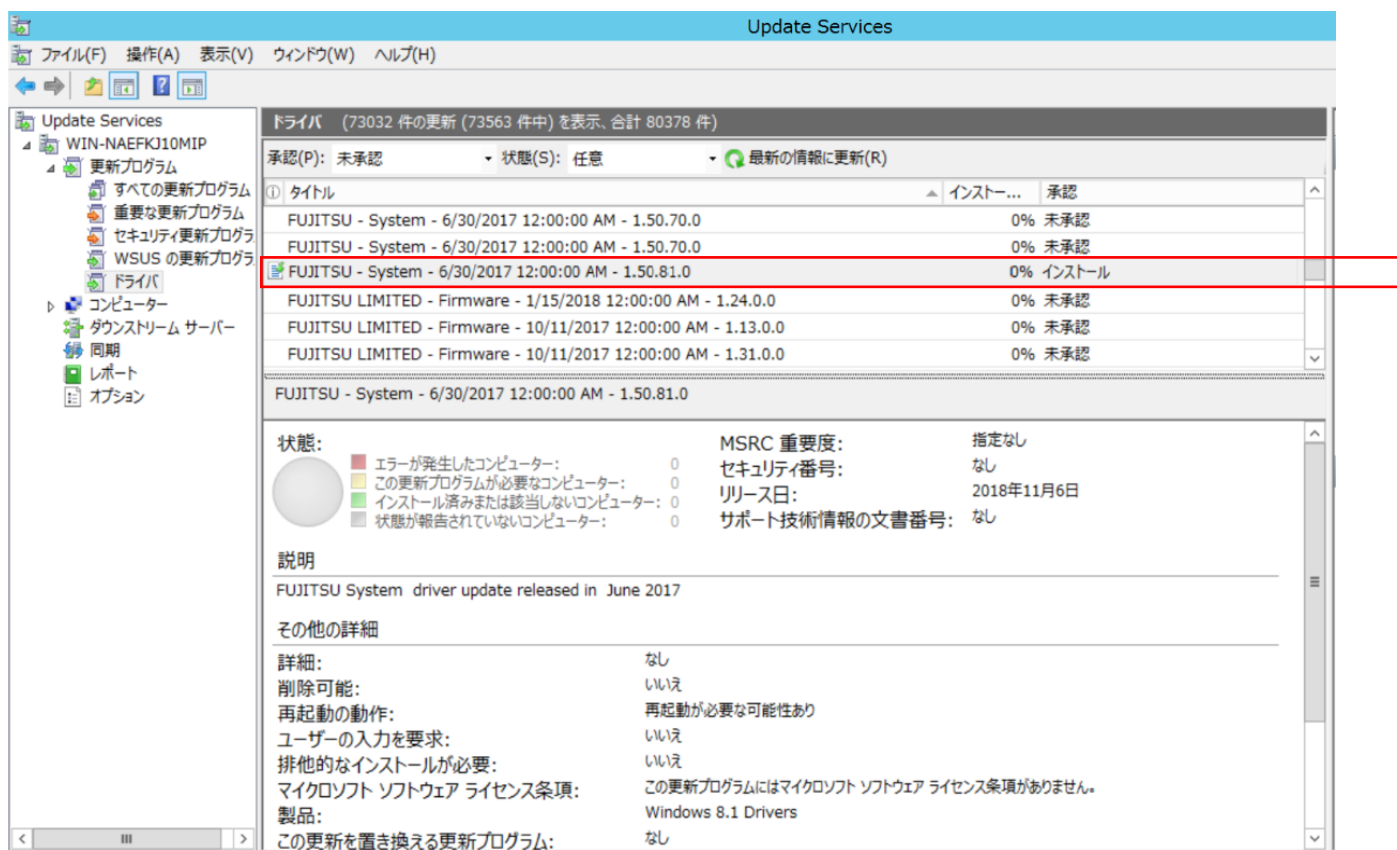 Update Services
ファイル(F) 操作(A) 表示(V) ウィンドウ(W) ヘルプ(H)
Update Services
WIN-NAEFKJ10MIP
更新プログラム
すべての更新プログラム
重要な更新プログラム
セキュリティ更新プログラ
WSUS の更新プログラ
ドライバ
コンピューター
ダウンストリーム サーバー
同期
レポート
オプション
ドライバ (73032 件の更新 (73563 件中) を表示、合計 80378 件)
承認(P): 未承認 状態(S): 任意 最新の情報に更新(R)
タイトル インストー... 承認
FUJITSU - System - 6/30/2017 12:00:00 AM - 1.50.70.0 0% 未承認
FUJITSU - System - 6/30/2017 12:00:00 AM - 1.50.70.0 0% 未承認
FUJITSU - System - 6/30/2017 12:00:00 AM - 1.50.81.0 0% インストール
FUJITSU LIMITED - Firmware - 1/15/2018 12:00:00 AM - 1.24.0.0 0% 未承認
FUJITSU LIMITED - Firmware - 10/11/2017 12:00:00 AM - 1.13.0.0 0% 未承認
FUJITSU LIMITED - Firmware - 10/11/2017 12:00:00 AM - 1.31.0.0 0% 未承認
FUJITSU - System - 6/30/2017 12:00:00 AM - 1.50.81.0
状態:
エラーが発生したコンピューター: 0
この更新プログラムが必要なコンピューター: 0
インストール済みまたは該当しないコンピューター: 0
状態が報告されていないコンピューター: 0
MSRC 重要度: 指定なし
セキュリティ番号: なし
リリース日: 2018年11月6日
サポート技術情報の文書番号: なし
説明
FUJITSU System driver update released in June 2017
その他の詳細
詳細: なし
削除可能: いいえ
再起動の動作: 再起動が必要な可能性あり
ユーザーの入力を要求: いいえ
排他的なインストールが必要: いいえ
マイクロソフト ソフトウェア ライセンス条項: この更新プログラムにはマイクロソフト ソフトウェア ライセンス条項がありません。
製品: Windows 8.1 Drivers
この更新を置き換える更新プログラム: なし